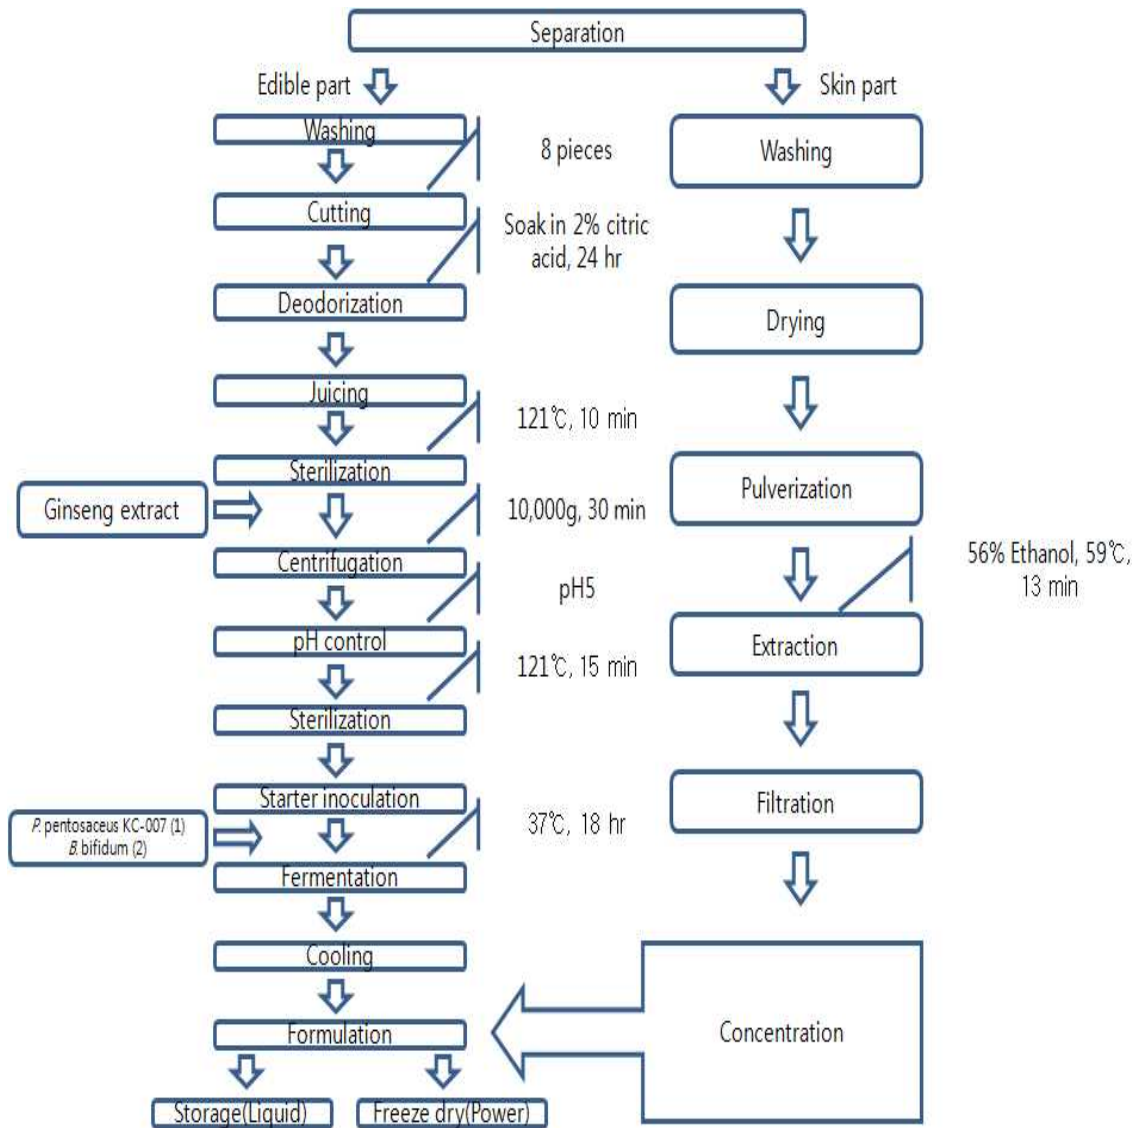 Separation
Edible part
Skin part
Washing
8 pieces
Cutting
Soak in 2% citric
acid, 24 hr
Deodorization
Juicing
121℃, 10 min
Sterilization
Ginseng extract
10,000g, 30 min
Centrifugation
pH5
pH control
121℃, 15 min
Sterilization
Starter inoculation
P. pentosaceus KC-007 (1)
B. bifidum (2)
37℃, 18 hr
Fermentation
Cooling
Formulation
Storage(Liquid)
Freeze dry(Power)
Washing
Drying
Pulverization
56% Ethanol, 59℃,
13 min
Extraction
Filtration
Concentration